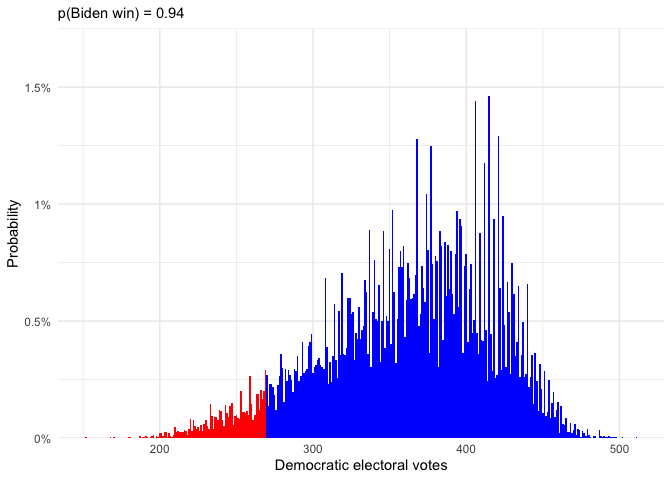 p(Biden win) = 0.94
1.5%
1%
0.5%
0%
Probability
200
300
400
500
Democratic electoral votes